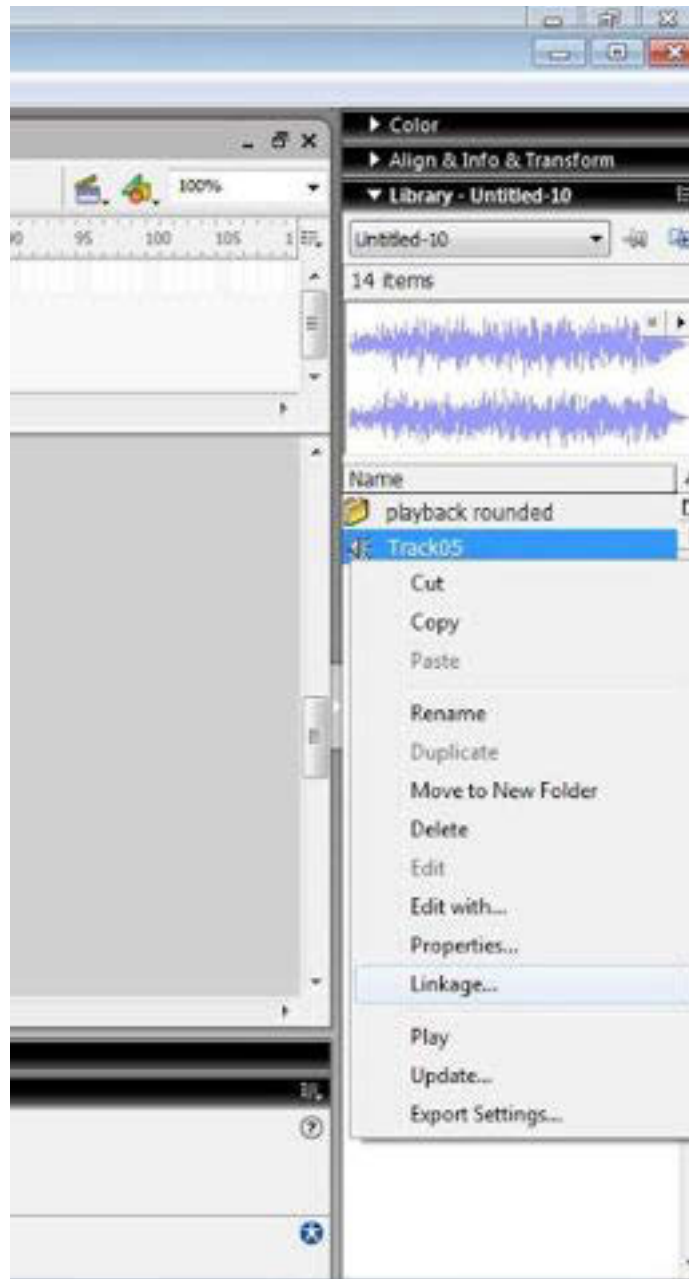 Color
Align & Info & Transform
Library - Untitled-10
100%
95 100 105 1
Untitled-10
14 items
Name
playback rounded
Track05
Cut
Copy
Paste
Rename
Duplicate
Move to New Folder
Delete
Edit
Edit with...
Properties...
Linkage...
Play
Update...
Export Settings...